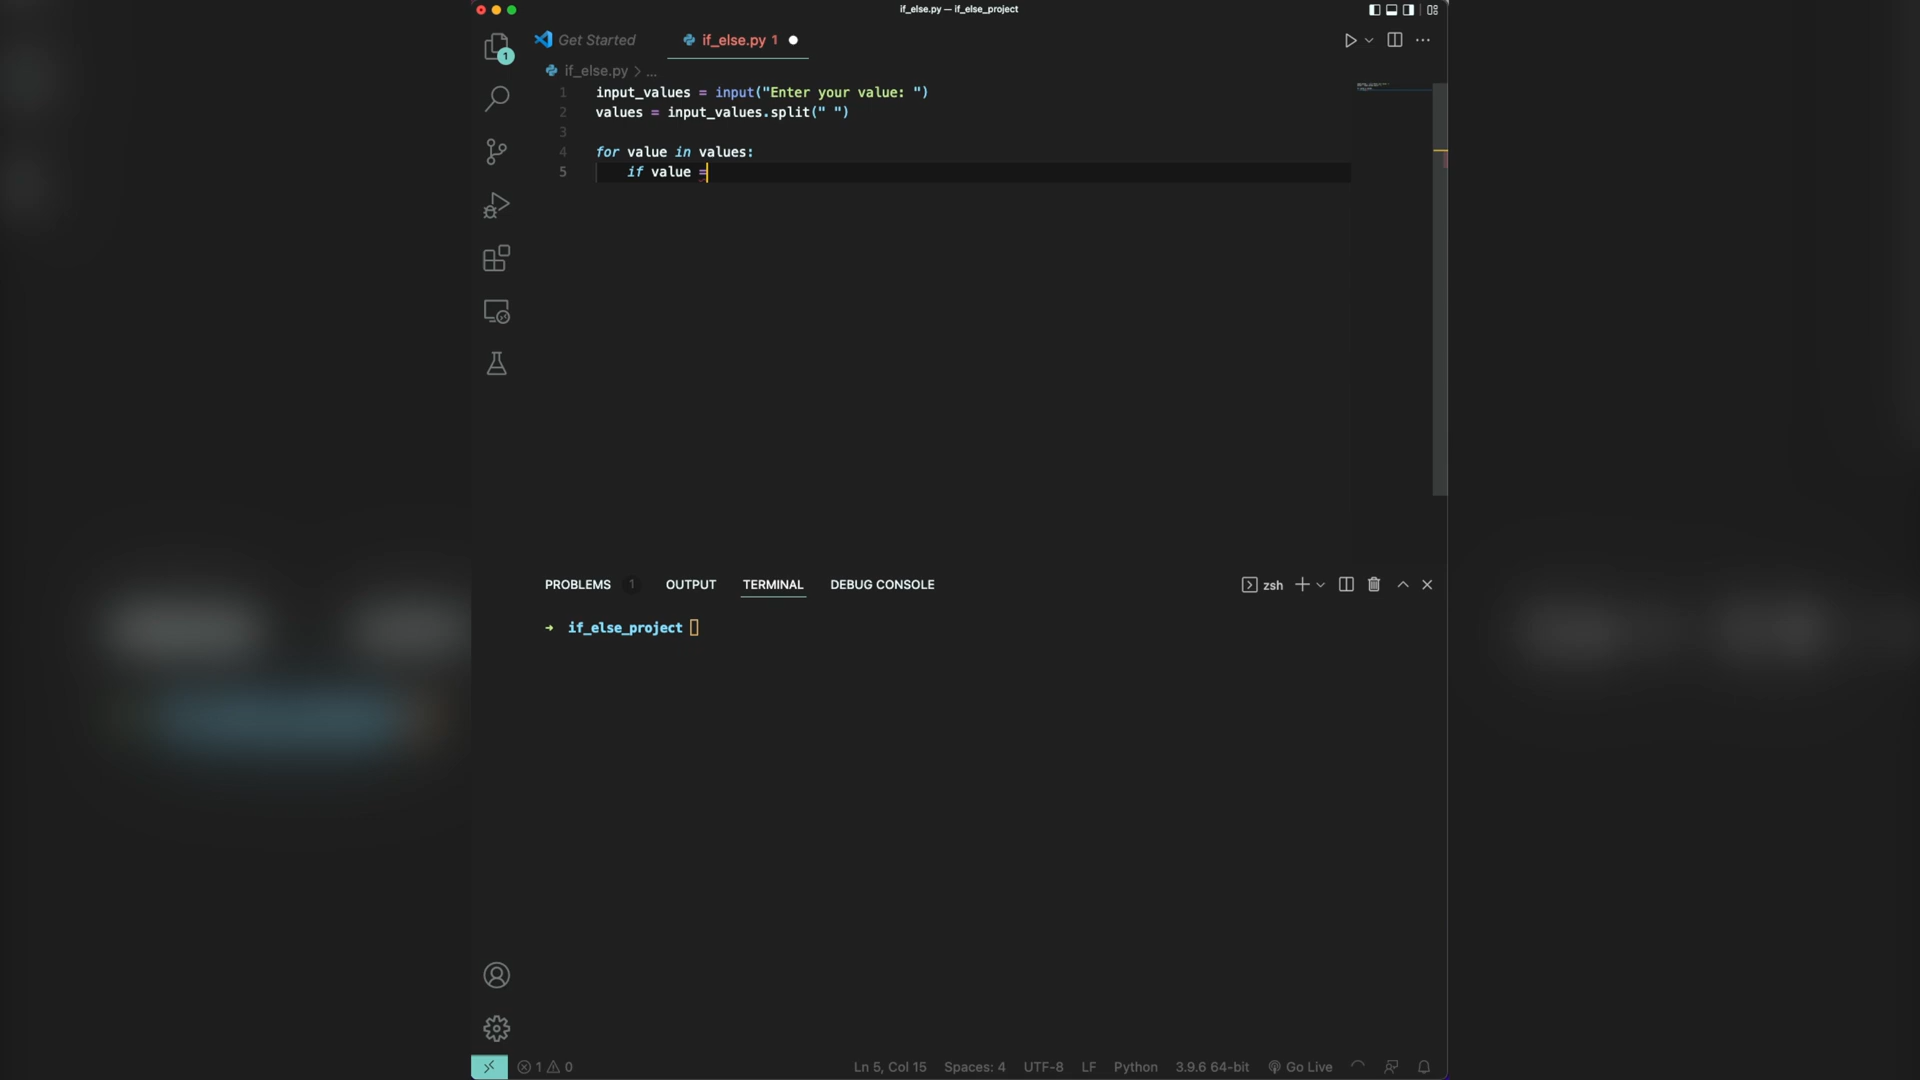 if_else.py — if_else_project
Get Started
if_else.py 1
1
if_else.py > ...
1 input_values = input("Enter your value: ")
2 values = input_values.split(" ")
3
4 for value in values:
5 if value =
PROBLEMS 1 OUTPUT TERMINAL DEBUG CONSOLE
zsh
→ if_else_project
1 0
Ln 5, Col 15 Spaces: 4 UTF-8 LF Python 3.9.6 64-bit Go Live